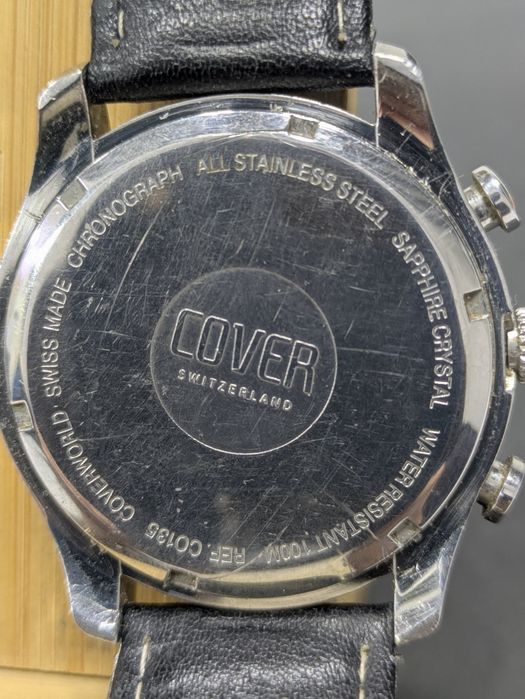 COVER
SWITZERLAND
ALL STAINLESS STEEL SAPPHIRE CRYSTAL WATER RESISTANT 100M REF. CO135 COVERWORLD SWISS MADE CHRONOGRAPH